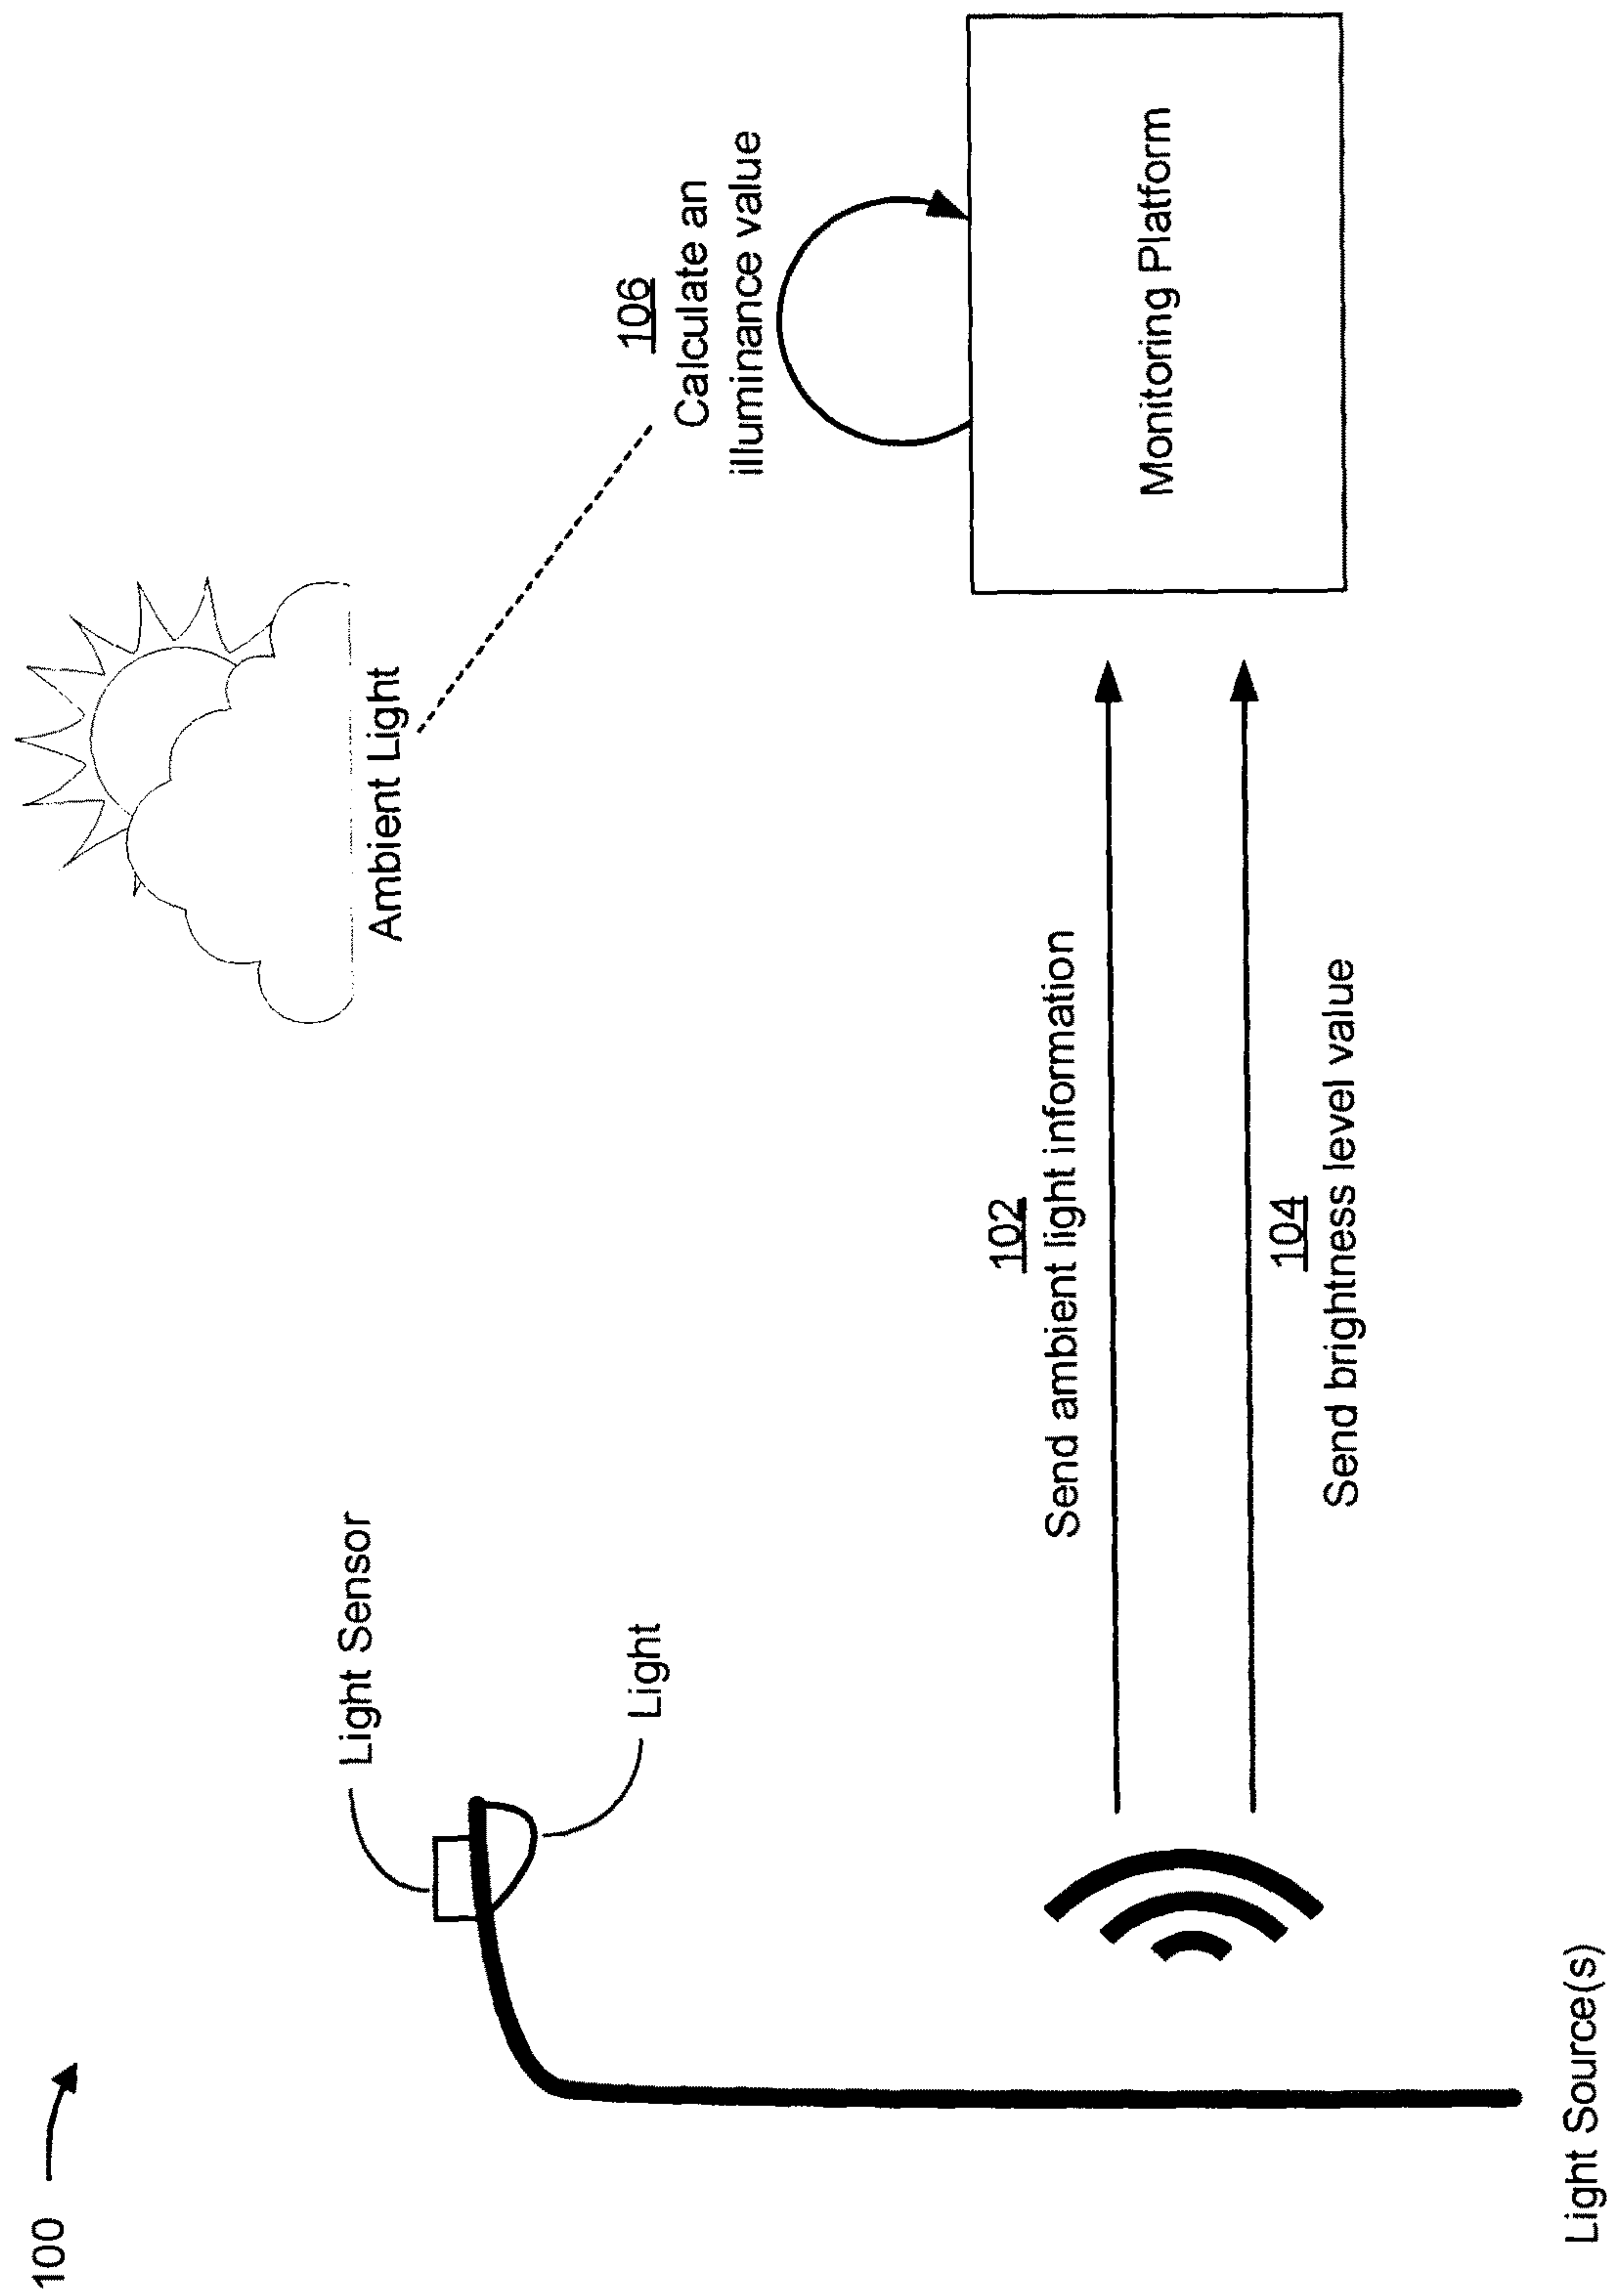 100
Light Sensor
Light
Ambient Light
106
Calculate an
illuminance value
102
Send ambient light information
104
Send brightness level value
Monitoring Platform
Light Source(s)